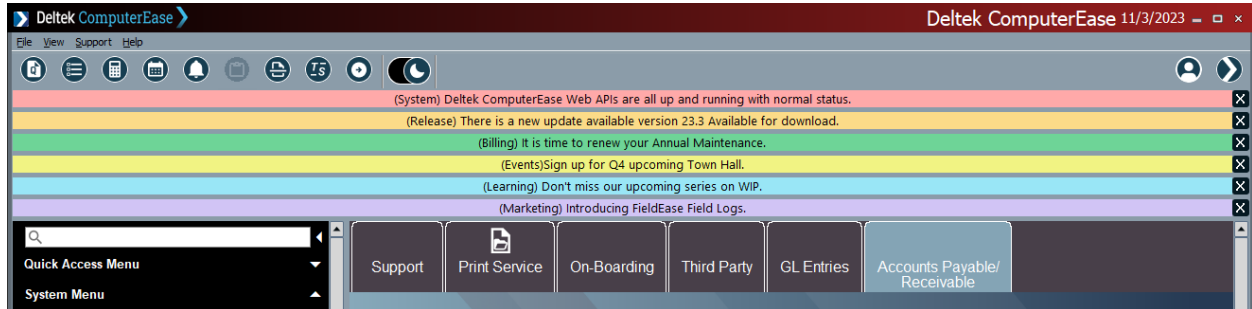 Deltek ComputerEase
Deltek ComputerEase 11/3/2023
File View Support Help
(System) Deltek ComputerEase Web APIs are all up and running with normal status.
(Release) There is a new update available version 23.3 Available for download.
(Billing) It is time to renew your Annual Maintenance.
(Events)Sign up for Q4 upcoming Town Hall.
(Learning) Don't miss our upcoming series on WIP.
(Marketing) Introducing FieldEase Field Logs.
Quick Access Menu
System Menu
Support
Print Service
On-Boarding
Third Party
GL Entries
Accounts Payable/
Receivable